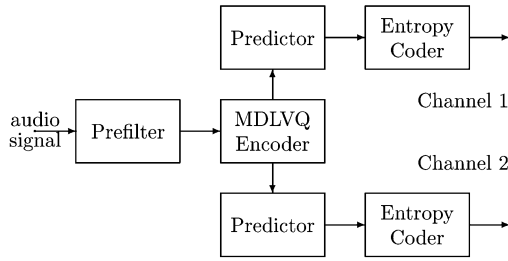 Predictor
Entropy
Coder
Channel 1
audio
signal
Prefilter
MDLVQ
Encoder
Channel 2
Predictor
Entropy
Coder